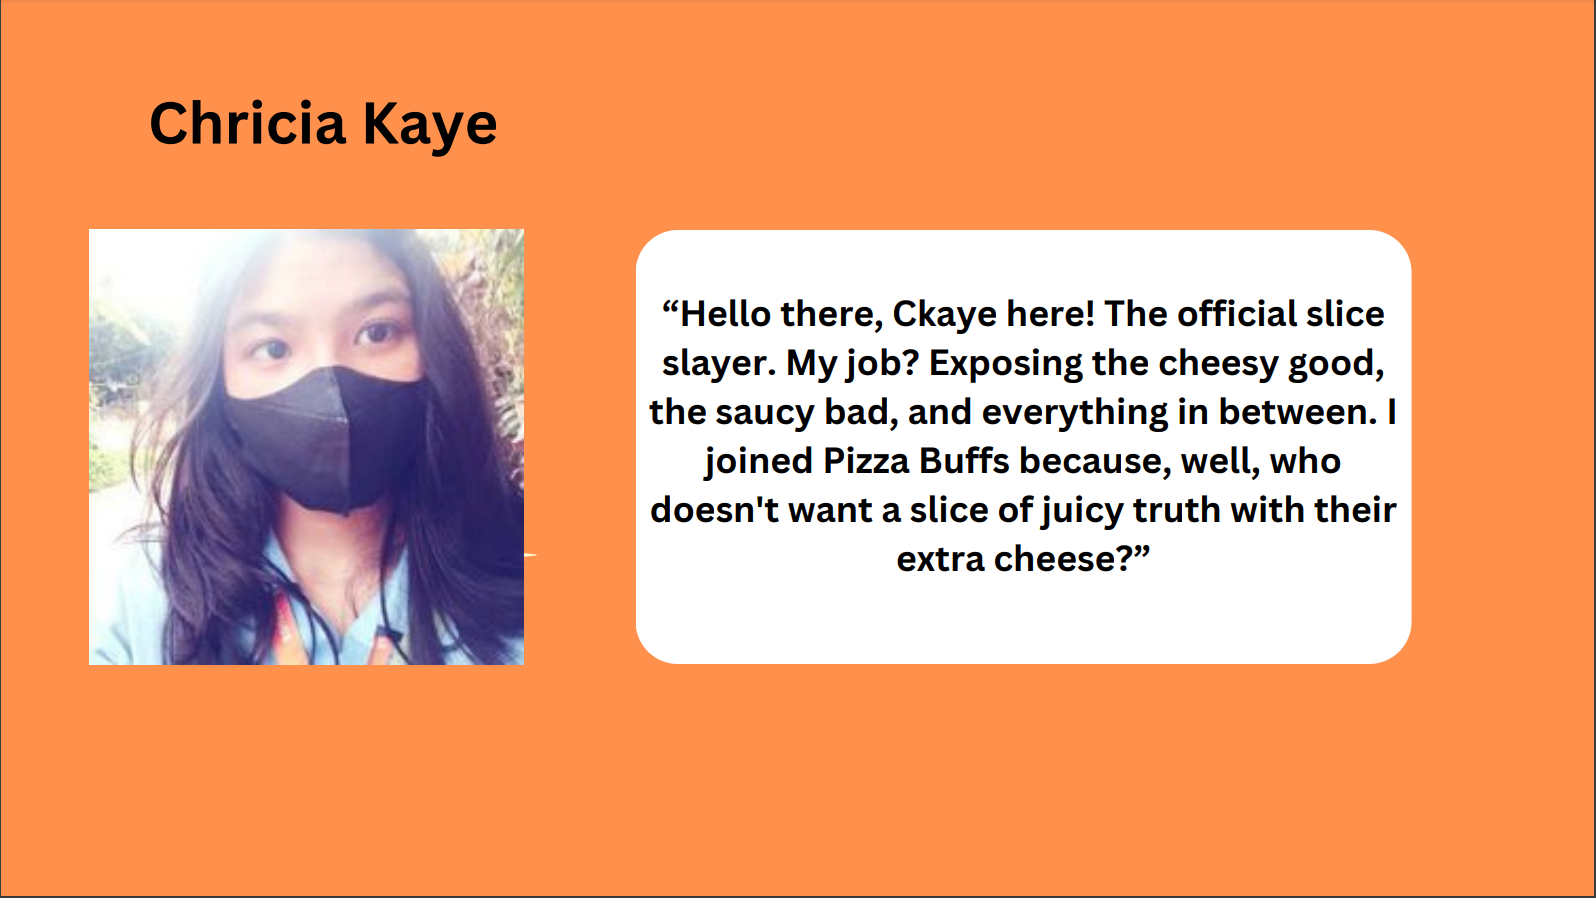 Chricia Kaye
“Hello there, Ckaye here! The official slice
slayer. My job? Exposing the cheesy good,
the saucy bad, and everything in between. I
joined Pizza Buffs because, well, who
doesn't want a slice of juicy truth with their
extra cheese?”